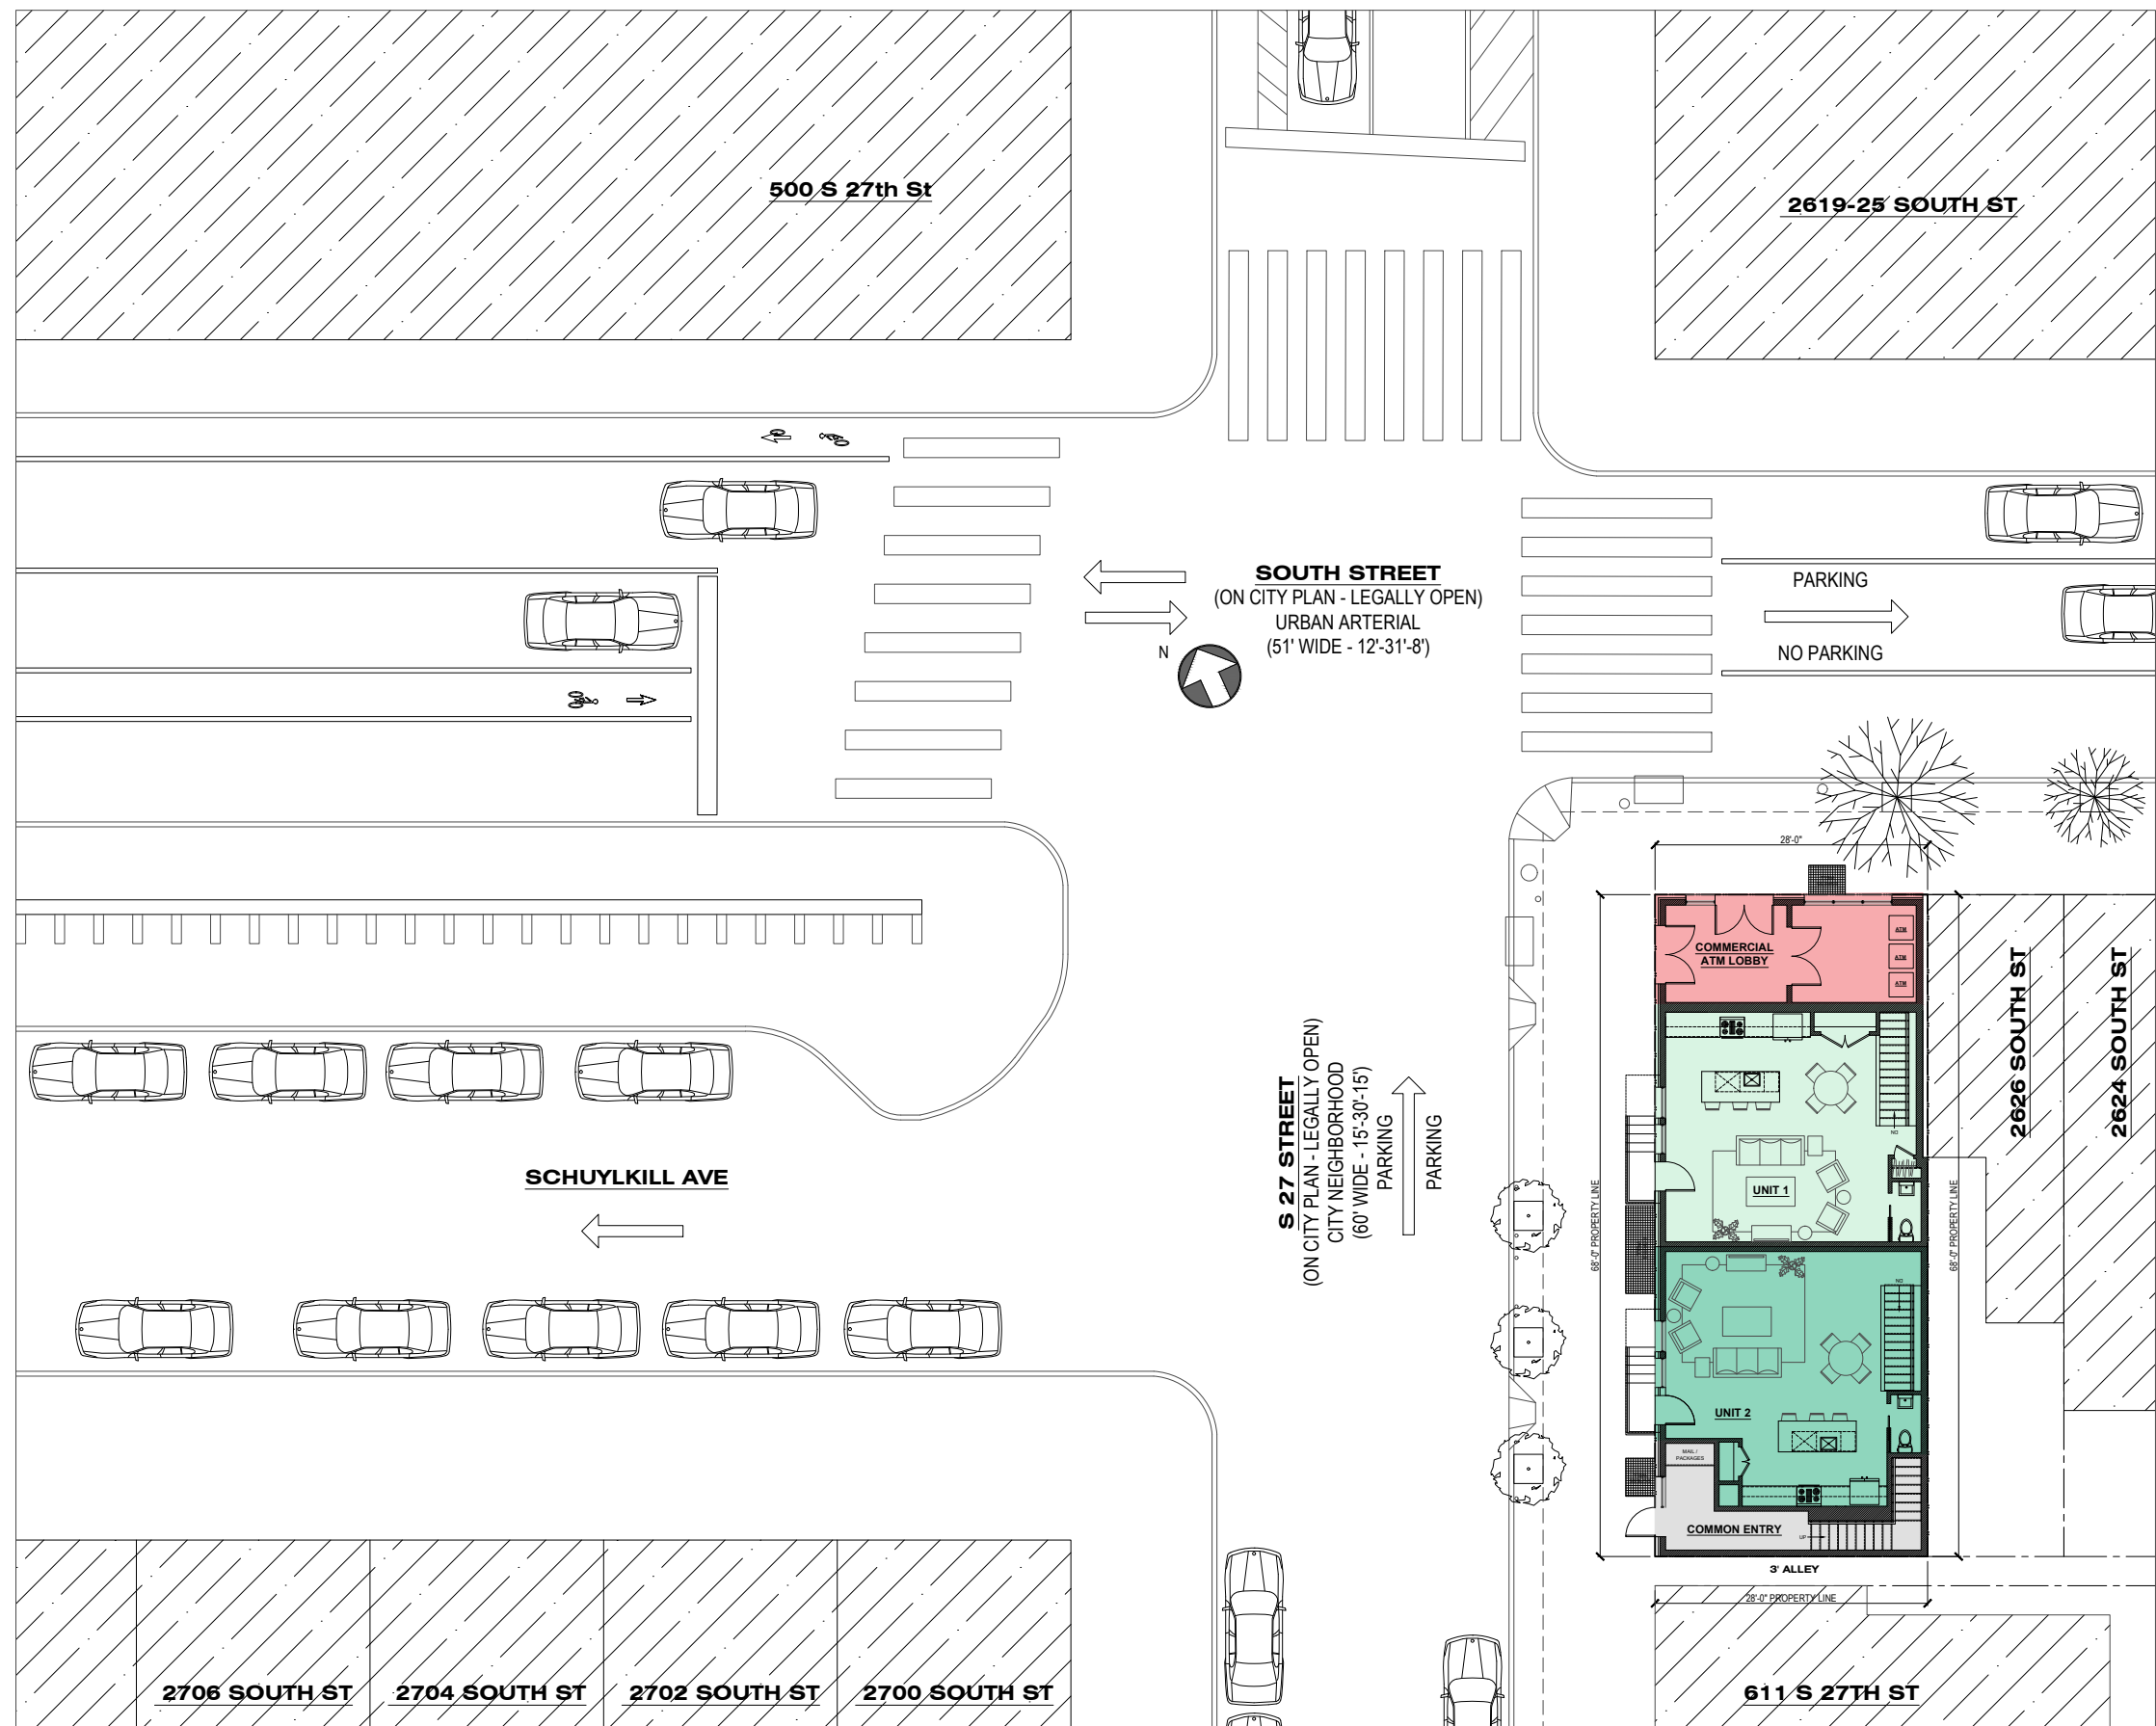 500 S 27th St
2619-25 SOUTH ST
SOUTH STREET
(ON CITY PLAN - LEGALLY OPEN)
URBAN ARTERIAL
(51' WIDE - 12'-31'-8')
N
PARKING
NO PARKING
28'-0"
COMMERCIAL
ATM LOBBY
ATM
ATM
ATM
2626 SOUTH ST
2624 SOUTH ST
S 27 STREET
(ON CITY PLAN - LEGALLY OPEN)
CITY NEIGHBORHOOD
(60' WIDE - 15'-30'-15')
PARKING
PARKING
SCHUYLKILL AVE
68'-0" PROPERTY LINE
68'-0" PROPERTY LINE
UNIT 1
UNIT 2
MAIL /
PACKAGES
COMMON ENTRY
UP
3' ALLEY
28'-0" PROPERTY LINE
2706 SOUTH ST
2704 SOUTH ST
2702 SOUTH ST
2700 SOUTH ST
611 S 27TH ST